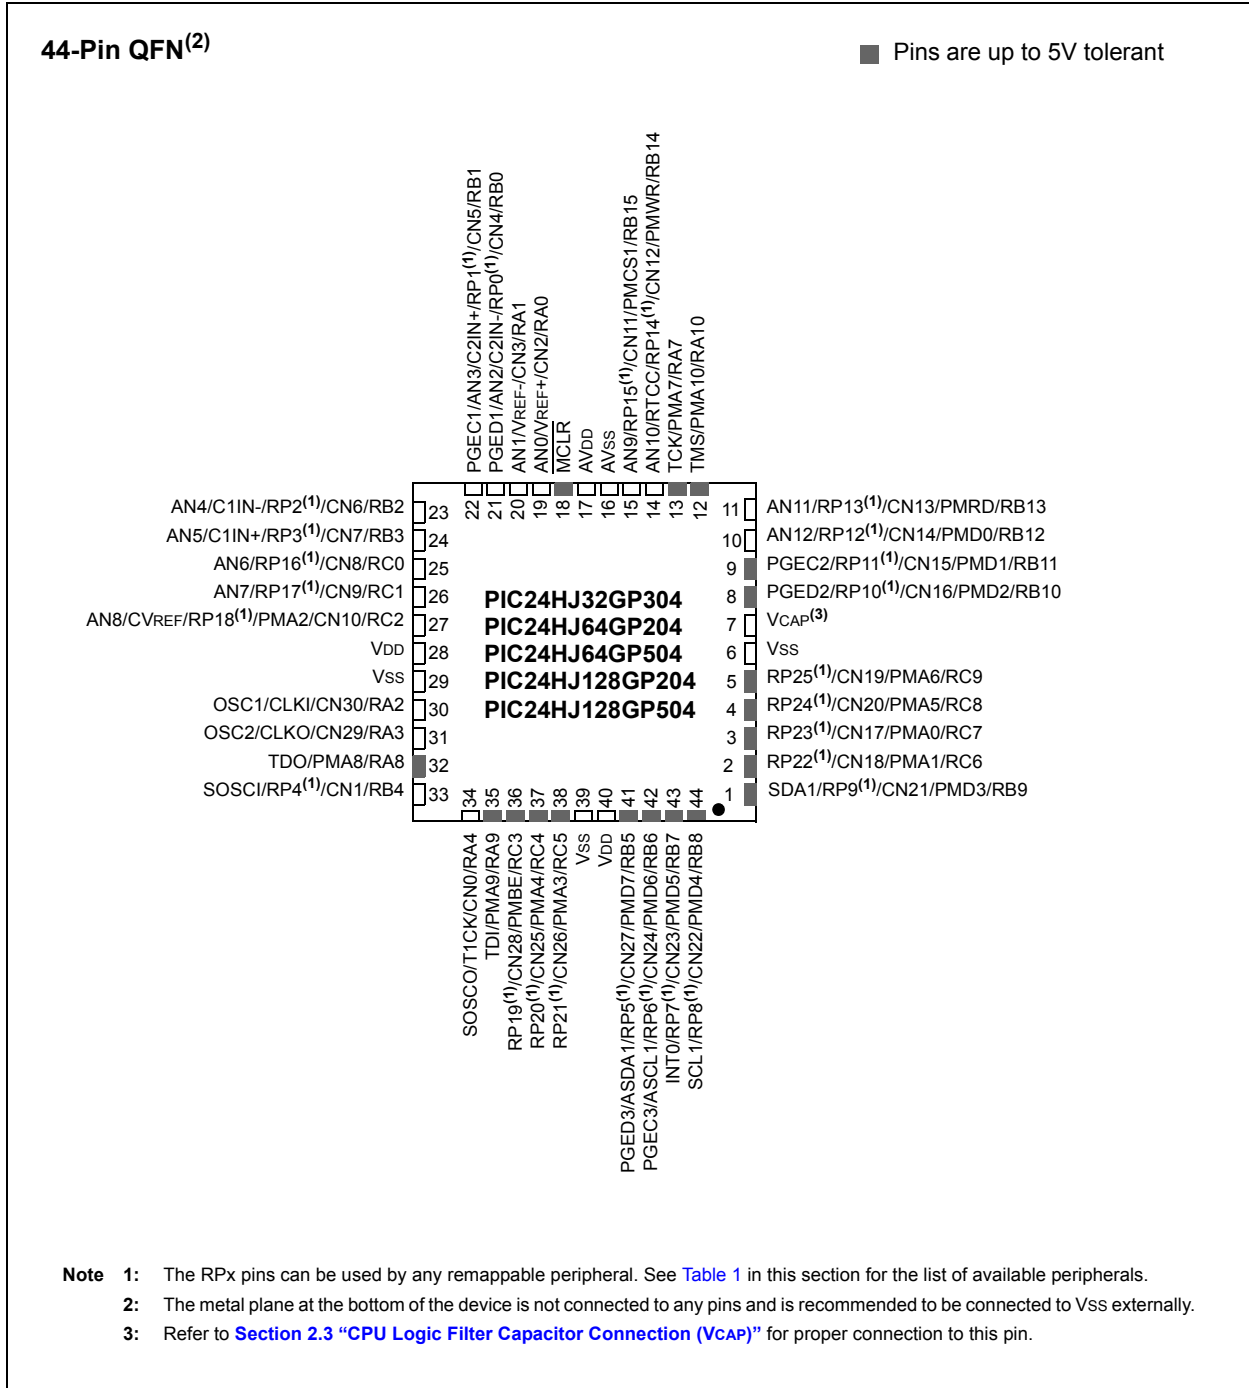 44-Pin QFN(2)
Pins are up to 5V tolerant
PGEC1/AN3/C2IN+/RP1(1)/CN5/RB1
PGED1/AN2/C2IN-/RP0(1)/CN4/RB0
AN1/VREF-/CN3/RA1
AN0/VREF+/CN2/RA0
MCLR
AVDD
AVSS
AN9/RP15(1)/CN11/PMCS1/RB15
AN10/RTCC/RP14(1)/CN12/PMWR/RB14
TCK/PMA7/RA7
TMS/PMA10/RA10
22 21 20 19 18 17 16 15 14 13 12
AN4/C1IN-/RP2(1)/CN6/RB2 23
AN5/C1IN+/RP3(1)/CN7/RB3 24
AN6/RP16(1)/CN8/RC0 25
AN7/RP17(1)/CN9/RC1 26
AN8/CVREF/RP18(1)/PMA2/CN10/RC2 27
VDD 28
VSS 29
OSC1/CLKI/CN30/RA2 30
OSC2/CLKO/CN29/RA3 31
TDO/PMA8/RA8 32
SOSCI/RP4(1)/CN1/RB4 33
PIC24HJ32GP304
PIC24HJ64GP204
PIC24HJ64GP504
PIC24HJ128GP204
PIC24HJ128GP504
11 AN11/RP13(1)/CN13/PMRD/RB13
10 AN12/RP12(1)/CN14/PMD0/RB12
9 PGEC2/RP11(1)/CN15/PMD1/RB11
8 PGED2/RP10(1)/CN16/PMD2/RB10
7 VCAP(3)
6 VSS
5 RP25(1)/CN19/PMA6/RC9
4 RP24(1)/CN20/PMA5/RC8
3 RP23(1)/CN17/PMA0/RC7
2 RP22(1)/CN18/PMA1/RC6
1 SDA1/RP9(1)/CN21/PMD3/RB9
34 35 36 37 38 39 40 41 42 43 44
SOSCO/T1CK/CN0/RA4
TDI/PMA9/RA9
RP19(1)/CN28/PMBE/RC3
RP20(1)/CN25/PMA4/RC4
RP21(1)/CN26/PMA3/RC5
VSS
VDD
PGED3/ASDA1/RP5(1)/CN27/PMD7/RB5
PGEC3/ASCL1/RP6(1)/CN24/PMD6/RB6
INT0/RP7(1)/CN23/PMD5/RB7
SCL1/RP8(1)/CN22/PMD4/RB8
Note 1: The RPx pins can be used by any remappable peripheral. See Table 1 in this section for the list of available peripherals.
2: The metal plane at the bottom of the device is not connected to any pins and is recommended to be connected to VSS externally.
3: Refer to Section 2.3 “CPU Logic Filter Capacitor Connection (VCAP)” for proper connection to this pin.